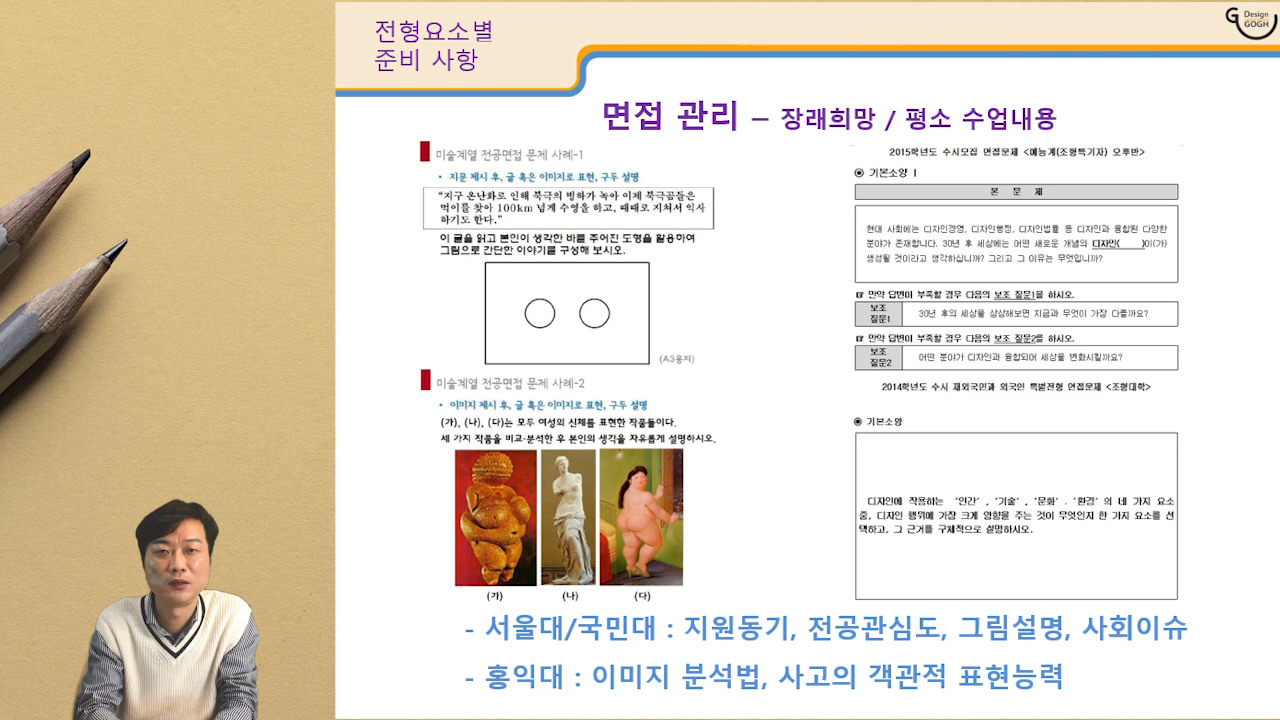 전형요소별
준비 사항
Design
GOGH
면접 관리 – 장래희망 / 평소 수업내용
미술계열 전공면접 문제 사례-1
• 지문 제시 후, 글 혹은 이미지로 표현, 구두 설명
“지구 온난화로 인해 북극의 빙하가 녹아 이제 북극곰들은
먹이를 찾아 100km 넘게 수영을 하고, 때때로 지쳐서 익사
하기도 한다.”
이 글을 읽고 본인이 생각한 바를 주어진 도형을 활용하여
그림으로 간단한 이야기를 구성해 보시오.
(A3용지)
미술계열 전공면접 문제 사례-2
• 이미지 제시 후, 글 혹은 이미지로 표현, 구두 설명
(가), (나), (다)는 모두 여성의 신체를 표현한 작품들이다.
세 가지 작품을 비교·분석한 후 본인의 생각을 자유롭게 설명하시오.
(가) (나) (다)
2015학년도 수시모집 면접문제 <예능계(조형특기자) 오후반>
◉ 기본소양 Ⅰ
본 문 제
현대 사회에는 디자인경영, 디자인행정, 디자인법률 등 디자인과 융합된 다양한
분야가 존재합니다. 30년 후 세상에는 어떤 새로운 개념의 디자인( )이(가)
생성될 것이라고 생각하십니까? 그리고 그 이유는 무엇입니까?
☞ 만약 답변이 부족할 경우 다음의 보조 질문1을 하시오.
보조
질문1
30년 후의 세상을 상상해보면 지금과 무엇이 가장 다를까요?
☞ 만약 답변이 부족할 경우 다음의 보조 질문2를 하시오.
보조
질문2
어떤 분야가 디자인과 융합되어 세상을 변화시킬까요?
2014학년도 수시 재외국민과 외국인 특별전형 면접문제 <조형대학>
◉ 기본소양
디자인에 작용하는 ‘인간’ , ‘기술’ , ‘문화’ . ‘환경’ 의 네 가지 요소
중, 디자인 행위에 가장 크게 영향을 주는 것이 무엇인지 한 가지 요소를 선
택하고, 그 근거를 구체적으로 설명하시오.
- 서울대/국민대 : 지원동기, 전공관심도, 그림설명, 사회이슈
- 홍익대 : 이미지 분석법, 사고의 객관적 표현능력